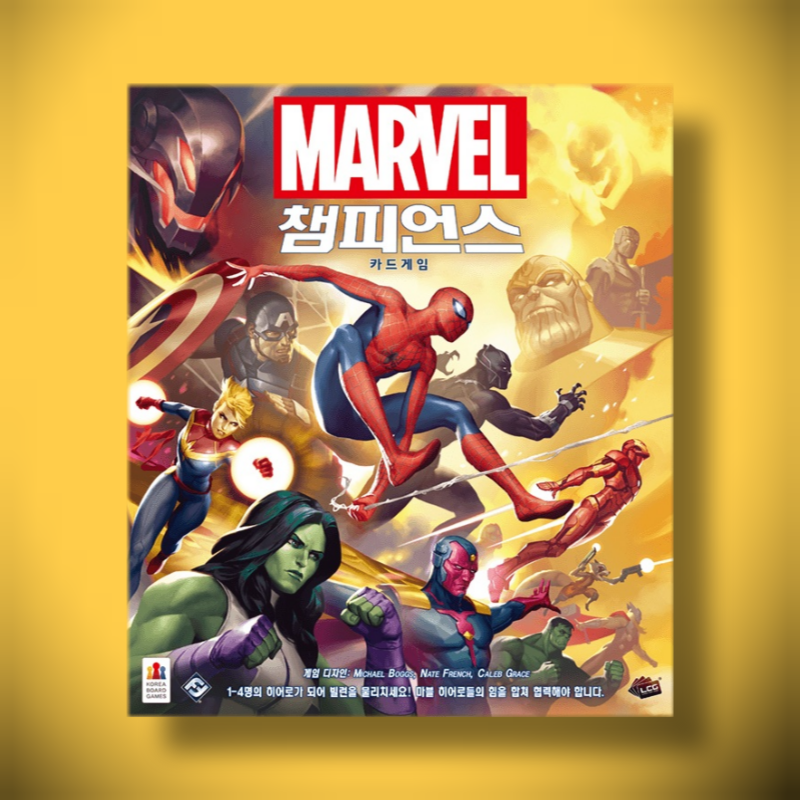 MARVEL
챔피언스
카드게임
게임 디자인: MICHAEL BOGGS, NATE FRENCH, CALEB GRACE
1-4명의 히어로가 되어 빌런을 물리치세요! 마블 히어로들의 힘을 합쳐 협력해야 합니다.
KOREA
BOARD
GAMES
LCG